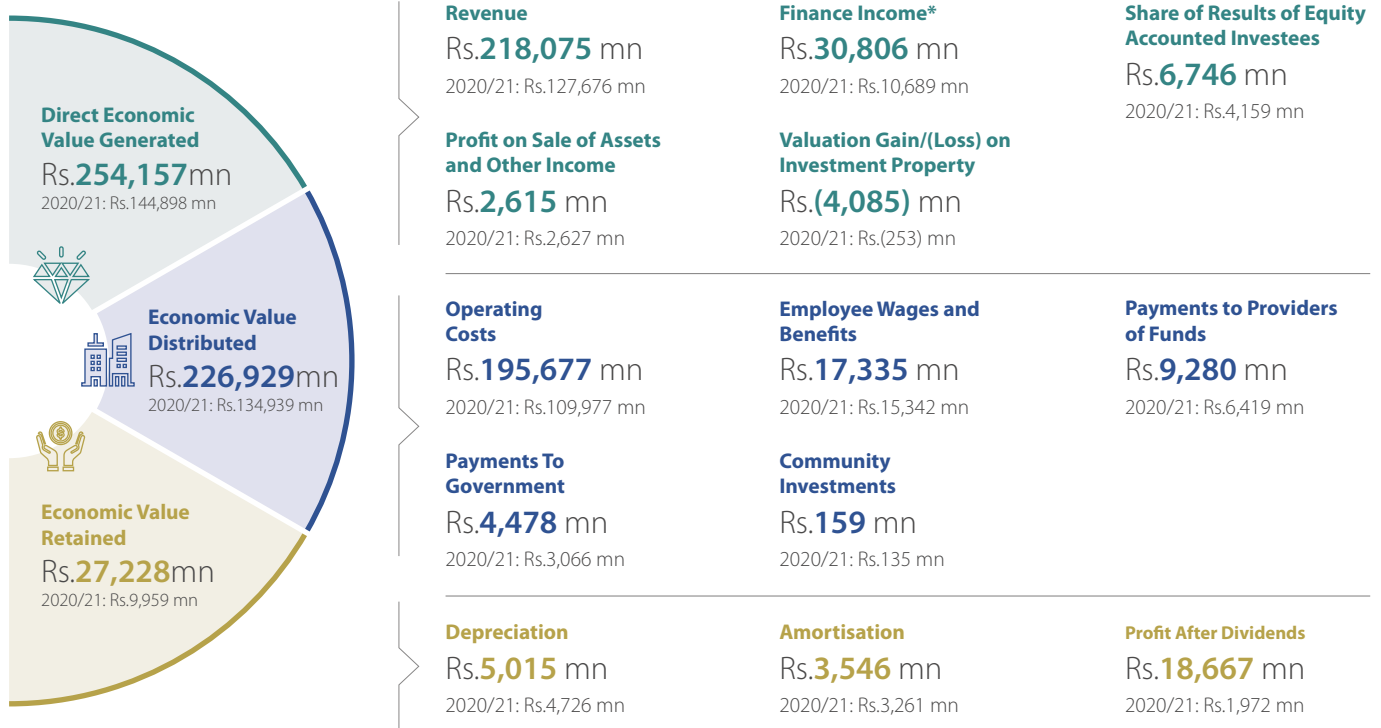 Direct Economic
Value Generated
Rs.254,157mn
2020/21: Rs.144,898 mn
Revenue
Rs.218,075 mn
2020/21: Rs.127,676 mn
Finance Income*
Rs.30,806 mn
2020/21: Rs.10,689 mn
Share of Results of Equity
Accounted Investees
Rs.6,746 mn
2020/21: Rs.4,159 mn
Profit on Sale of Assets
and Other Income
Rs.2,615 mn
2020/21: Rs.2,627 mn
Valuation Gain/(Loss) on
Investment Property
Rs.(4,085) mn
2020/21: Rs.(253) mn
Economic Value
Distributed
Rs.226,929mn
2020/21: Rs.134,939 mn
Operating
Costs
Rs.195,677 mn
2020/21: Rs.109,977 mn
Employee Wages and
Benefits
Rs.17,335 mn
2020/21: Rs.15,342 mn
Payments to Providers
of Funds
Rs.9,280 mn
2020/21: Rs.6,419 mn
Payments To
Government
Rs.4,478 mn
2020/21: Rs.3,066 mn
Community
Investments
Rs.159 mn
2020/21: Rs.135 mn
Economic Value
Retained
Rs.27,228mn
2020/21: Rs.9,959 mn
Depreciation
Rs.5,015 mn
2020/21: Rs.4,726 mn
Amortisation
Rs.3,546 mn
2020/21: Rs.3,261 mn
Profit After Dividends
Rs.18,667 mn
2020/21: Rs.1,972 mn